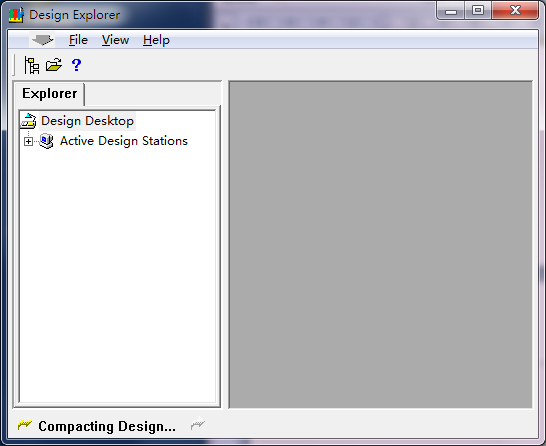 Design Explorer
File View Help
?
Explorer
Design Desktop
Active Design Stations
Compacting Design...